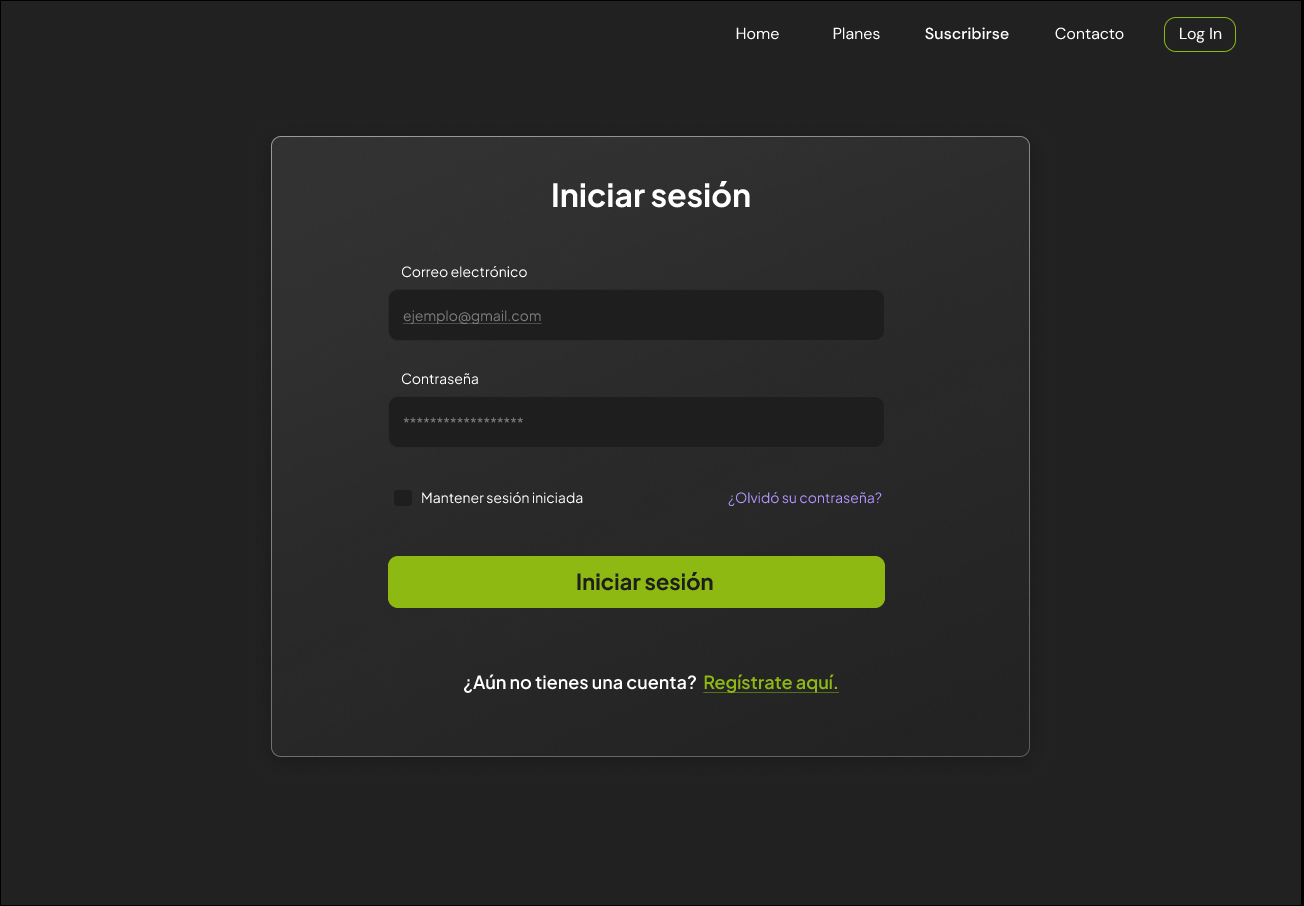 Home Planes Suscribirse Contacto Log In
Iniciar sesión
Correo electrónico
ejemplo@gmail.com
Contraseña
******************
Mantener sesión iniciada ¿Olvidó su contraseña?
Iniciar sesión
¿Aún no tienes una cuenta? Regístrate aquí.